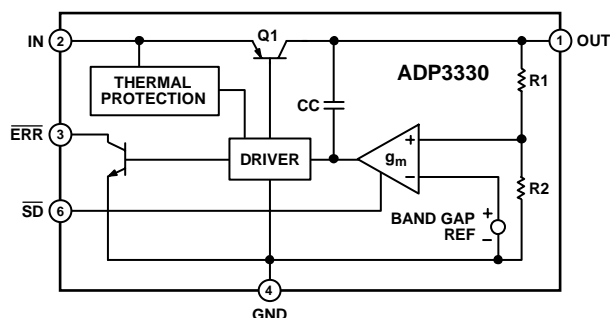 Q1
IN
2
1
OUT
THERMAL
PROTECTION
ADP3330
R1
CC
ERR
3
DRIVER
gm
+
−
R2
SD
6
BAND GAP
REF
+
−
4
GND